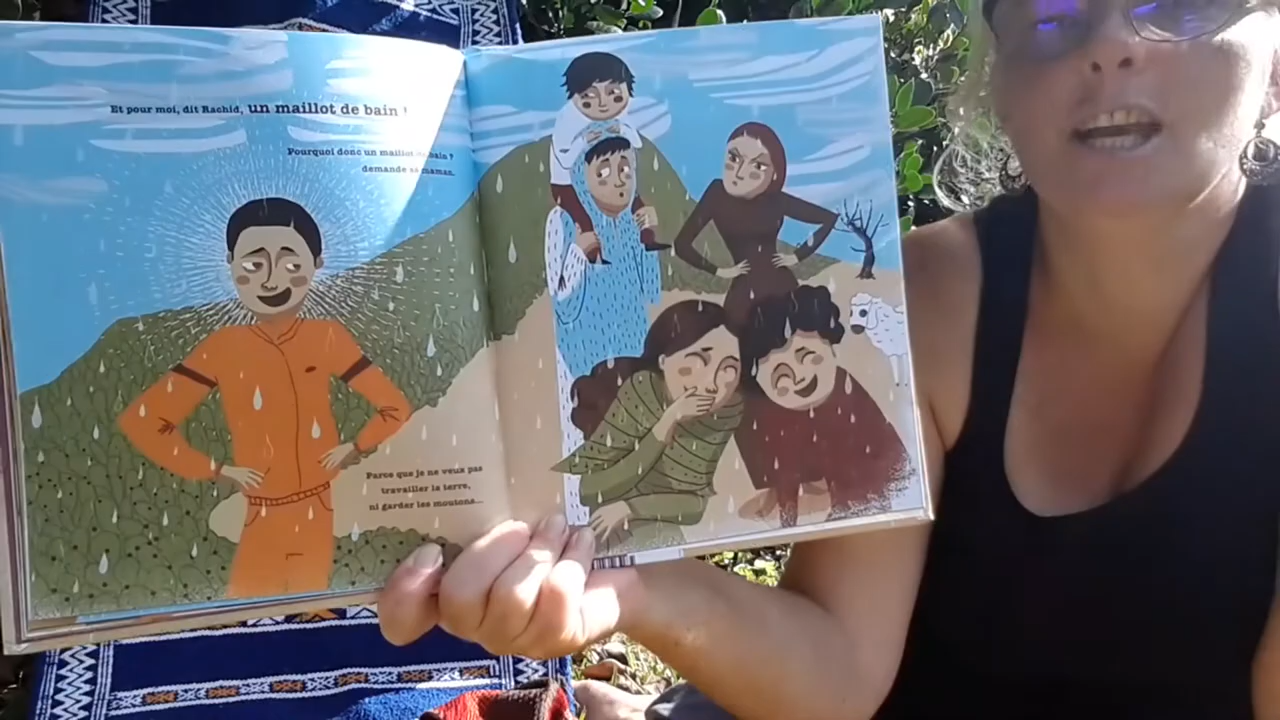 Et pour moi, dit Rachid, un maillot de bain !
Pourquoi donc un maillot de bain ?
demande sa maman.
Parce que je ne veux pas
travailler la terre,
ni garder les moutons...